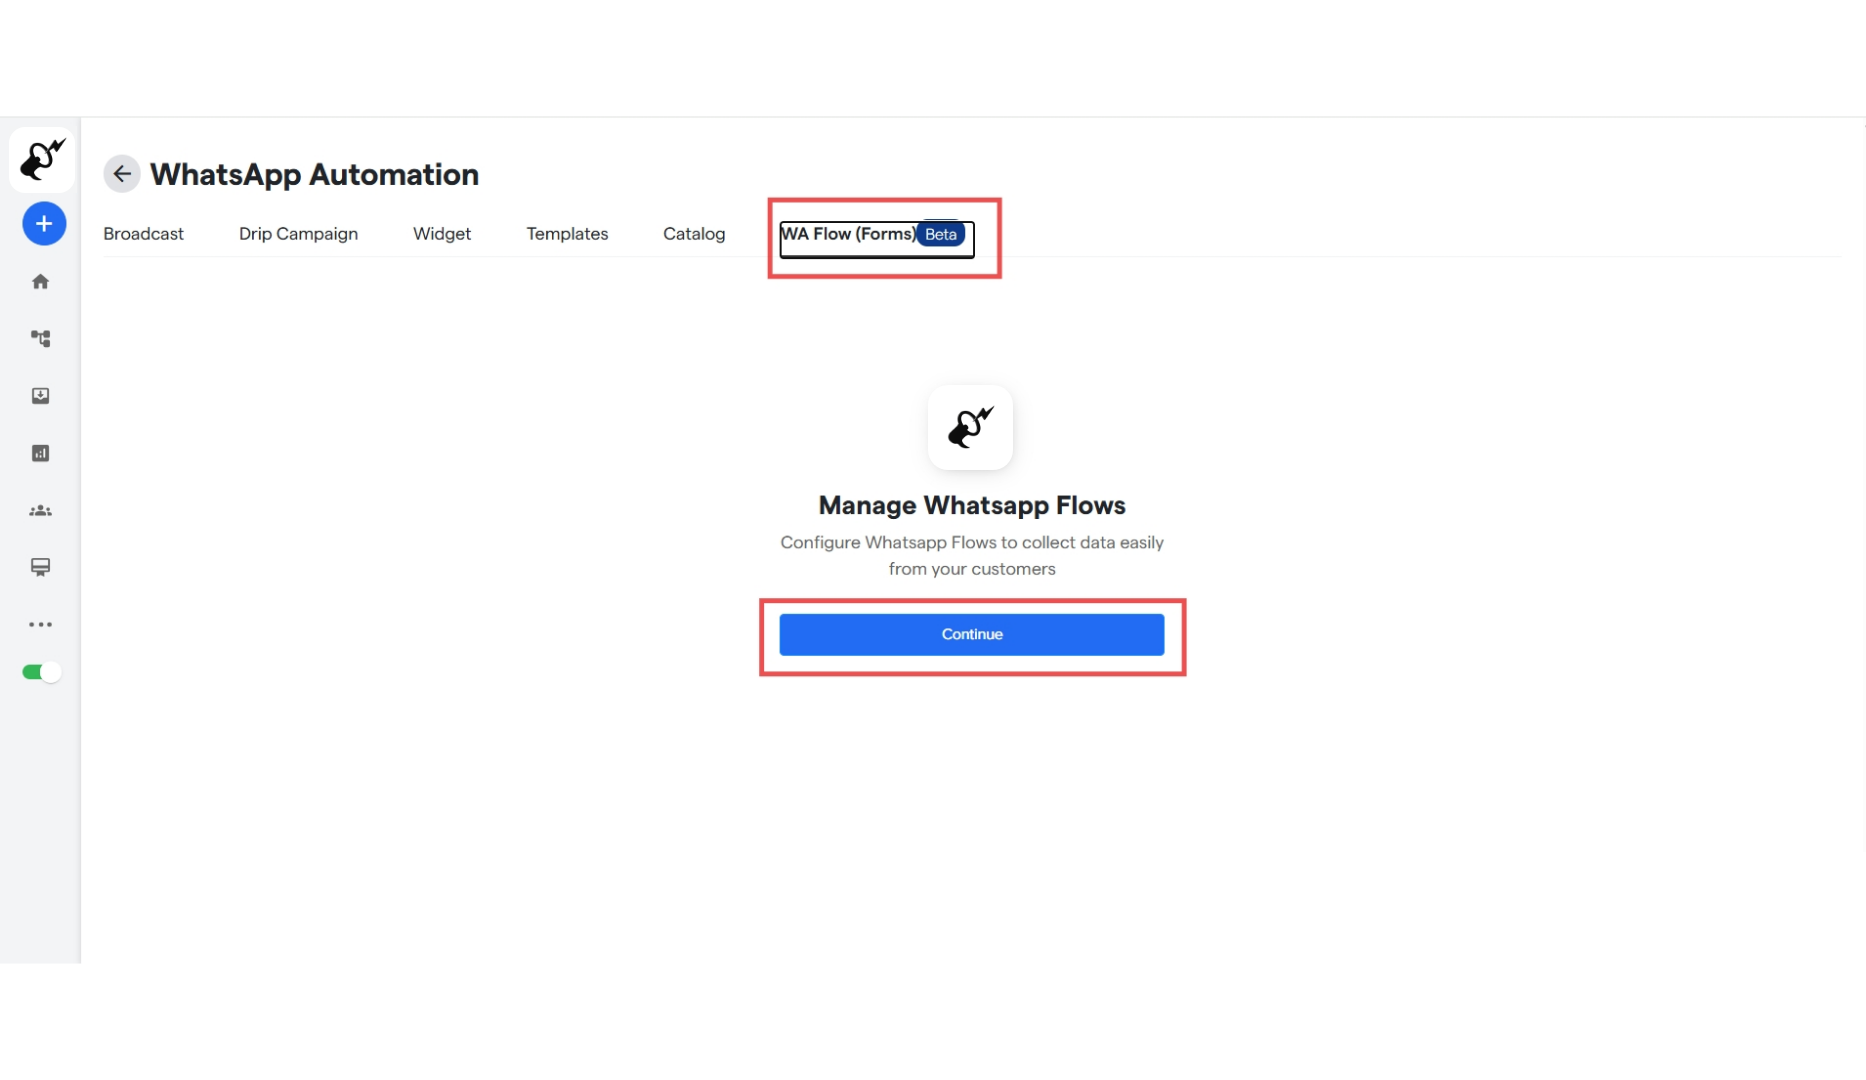 WhatsApp Automation
Broadcast Drip Campaign Widget Templates Catalog WA Flow (Forms) Beta
Manage Whatsapp Flows
Configure Whatsapp Flows to collect data easily
from your customers
Continue